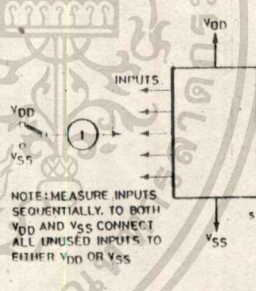 VDD
INPUTS
VDD
I
VSS
NOTE: MEASURE INPUTS
SEQUENTIALLY, TO BOTH
VDD AND VSS CONNECT
ALL UNUSED INPUTS TO
EITHER VDD OR VSS
VSS
S